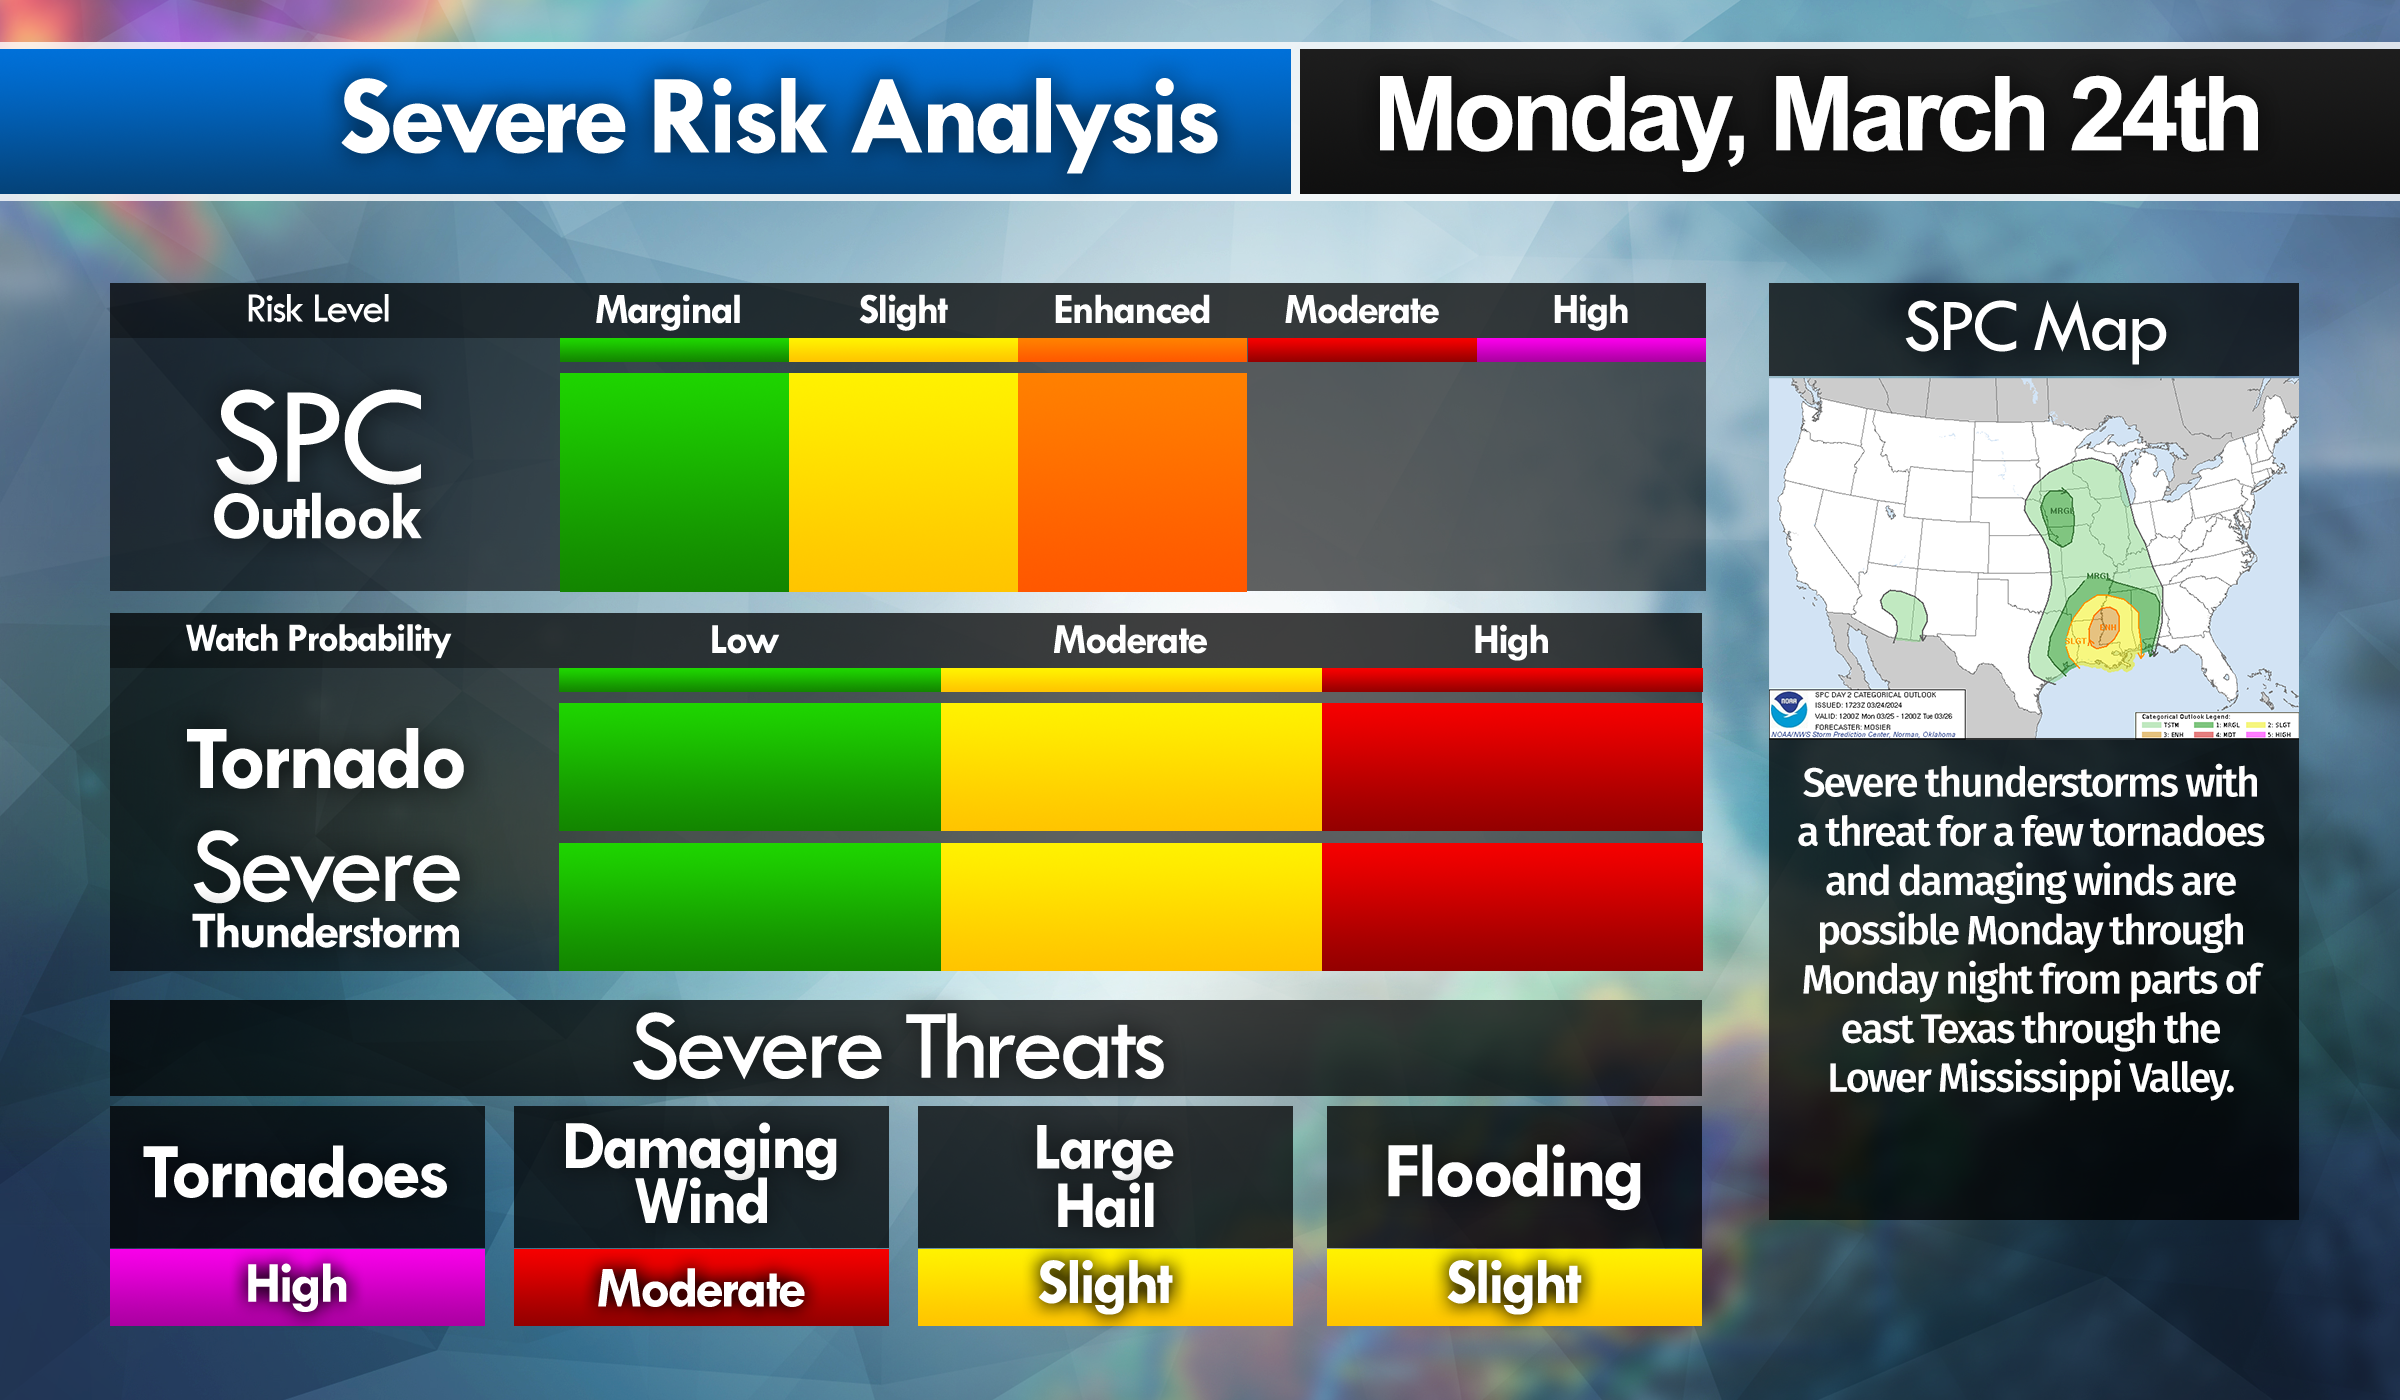 Severe Risk Analysis
Monday, March 24th
Risk Level
Marginal
Slight
Enhanced
Moderate
High
SPC
Outlook
Watch Probability
Low
Moderate
High
Tornado
Severe
Thunderstorm
Severe Threats
Tornadoes
High
Damaging
Wind
Moderate
Large
Hail
Slight
Flooding
Slight
SPC Map
MRGL
MRGL
SLGT
ENH
NOAA
SPC DAY 2 CATEGORICAL OUTLOOK
ISSUED: 1723Z 03/24/2024
VALID: 1200Z Mon 03/25 - 1200Z Tue 03/26
FORECASTER: MOSIER
NOAA/NWS Storm Prediction Center, Norman, Oklahoma
Categorical Outlook Legend:
TSTM 1: MRGL 2: SLGT
3: ENH 4: MDT 5: HIGH
Severe thunderstorms with
a threat for a few tornadoes
and damaging winds are
possible Monday through
Monday night from parts of
east Texas through the
Lower Mississippi Valley.